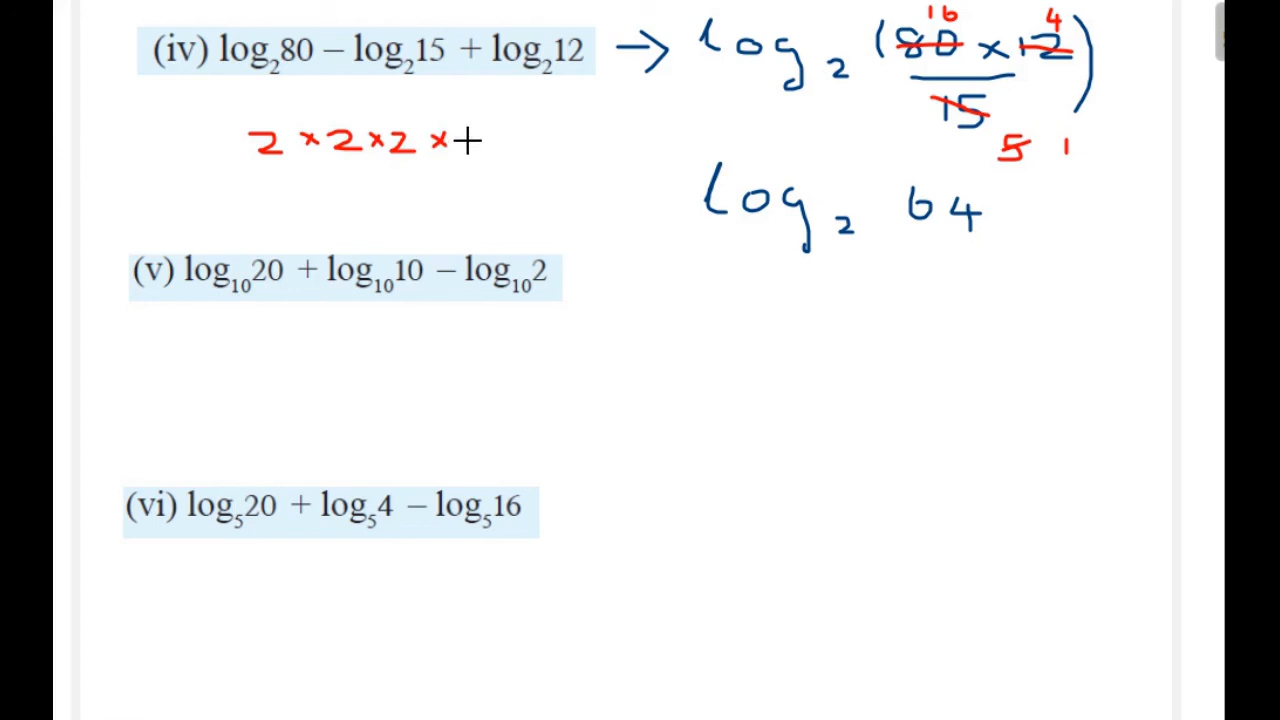 (iv) log₂80 − log₂15 + log₂12 → log₂ (80 × 12 / 15)
16 4
5 1
2 × 2 × 2 ×
log₂ 64
(v) log₁₀20 + log₁₀10 − log₁₀2
(vi) log₅20 + log₅4 − log₅16